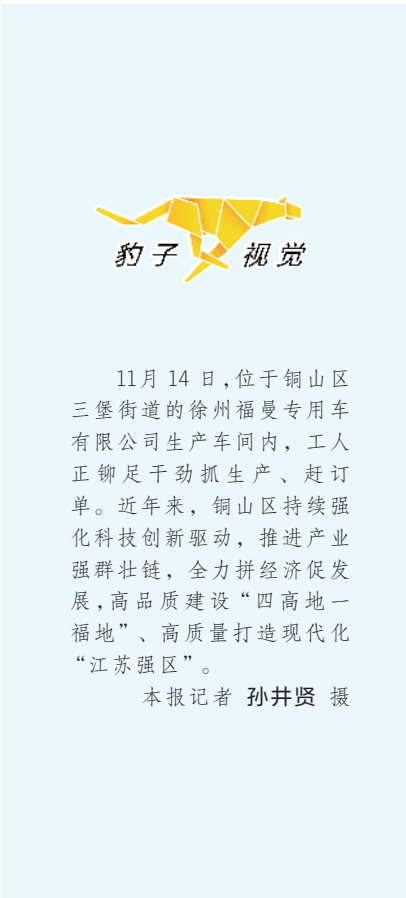 豹子 视觉
11月 14 日,位于铜山区
三堡街道的徐州福曼专用车
有限公司生产车间内，工人
正铆足干劲抓生产、赶订
单。近年来，铜山区持续强
化科技创新驱动，推进产业
强群壮链，全力拼经济促发
展,高品质建设“四高地一
福地”、高质量打造现代化
“江苏强区”。
本报记者 孙井贤 摄